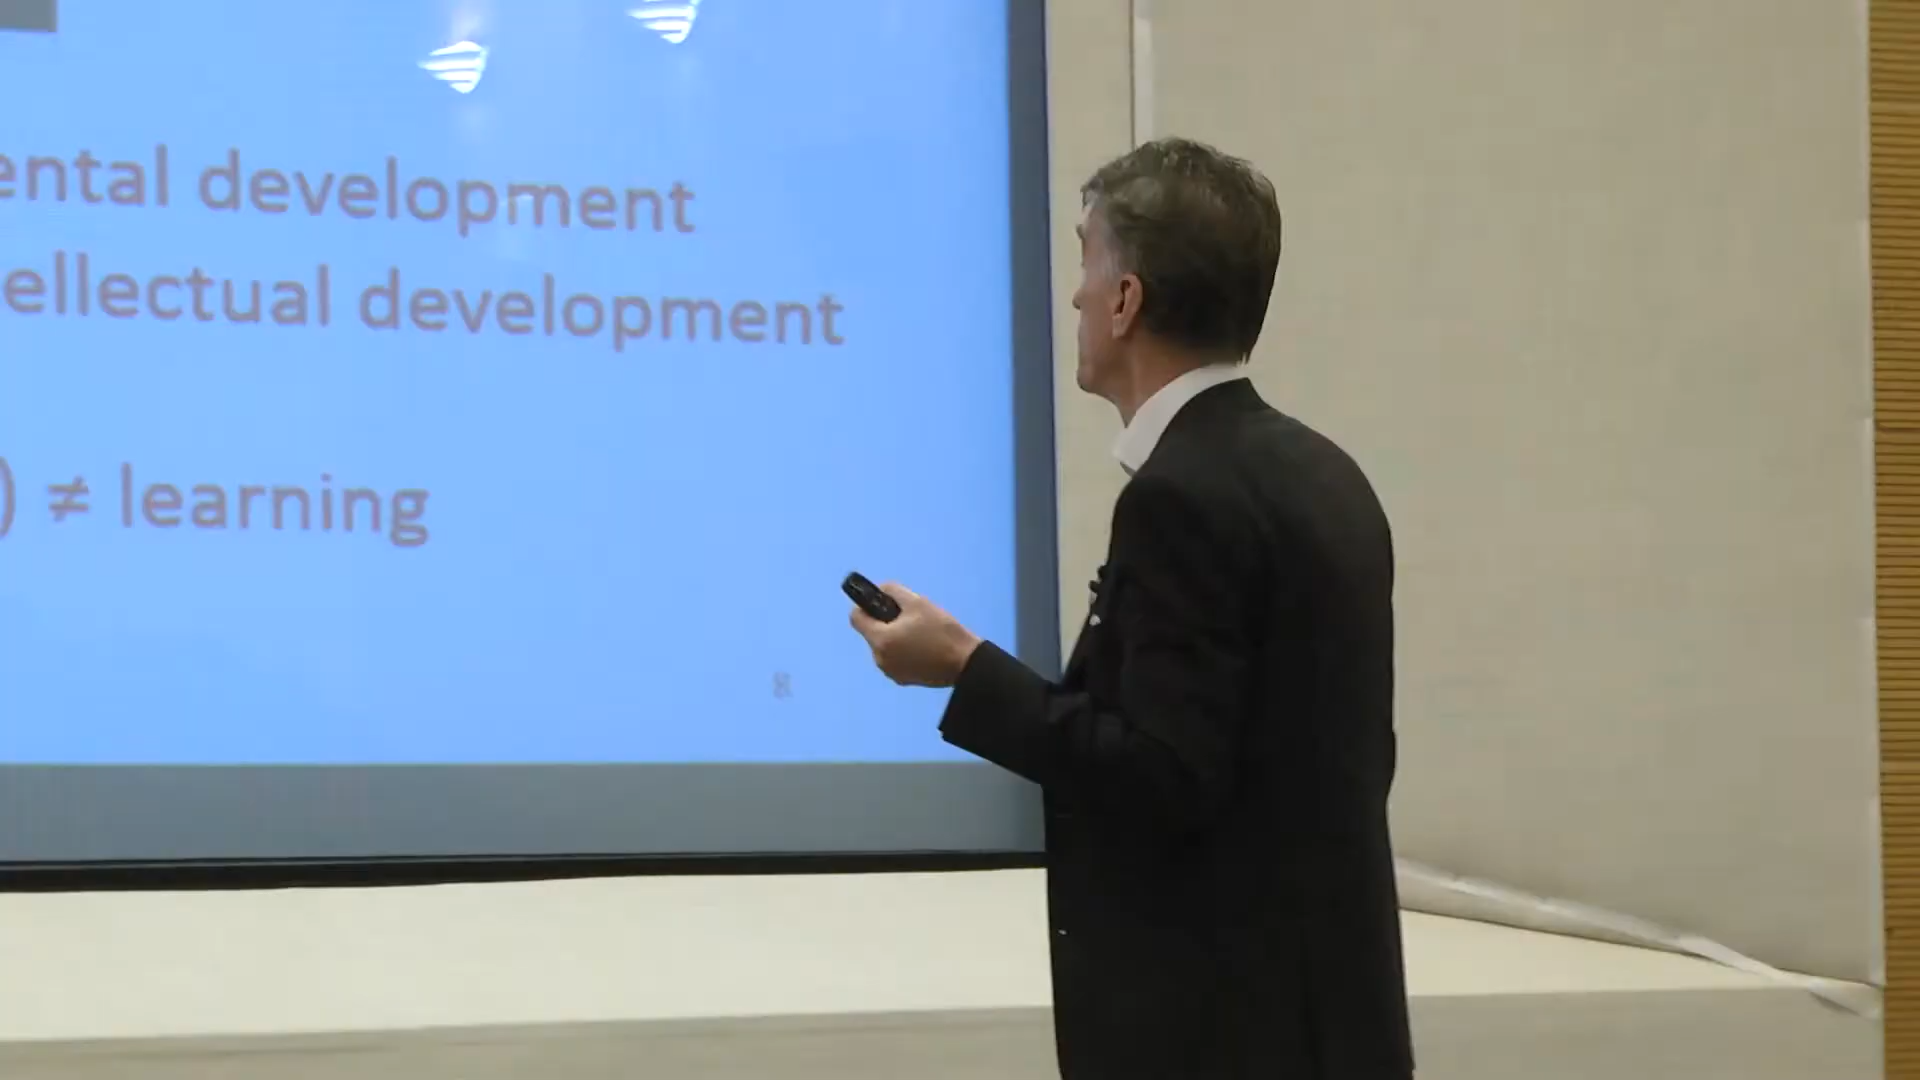 ental development
ellectual development
) ≠ learning
8